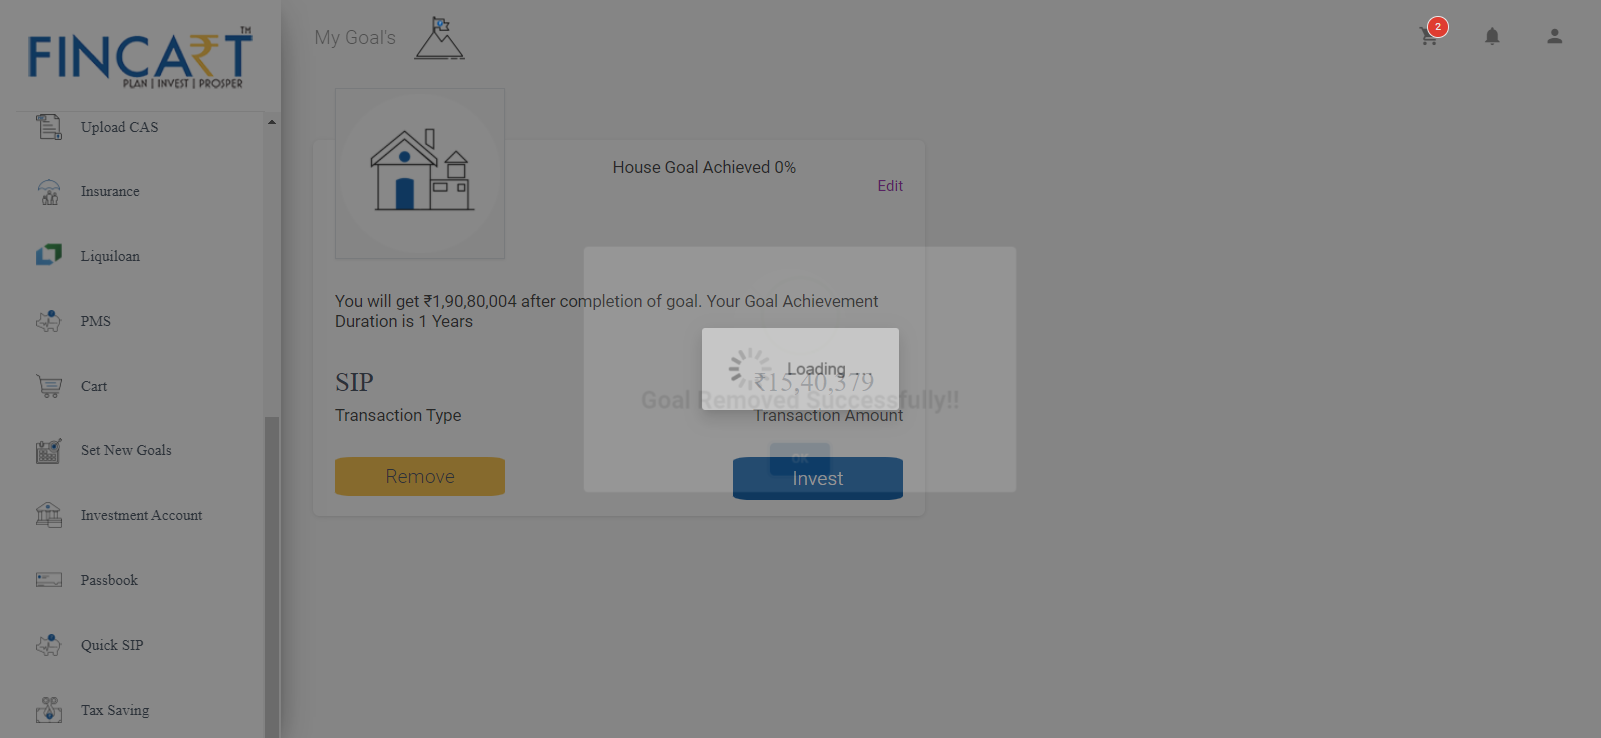 FINCART
TM
PLAN | INVEST | PROSPER
Upload CAS
Insurance
Liquiloan
PMS
Cart
Set New Goals
Investment Account
Passbook
Quick SIP
Tax Saving
My Goal's
2
House Goal Achieved 0%
Edit
You will get ₹1,90,80,004 after completion of goal. Your Goal Achievement
Duration is 1 Years
Loading ....
SIP
₹15,40,379
Goal Removed Successfully!!
Transaction Type
Transaction Amount
OK
Remove
Invest